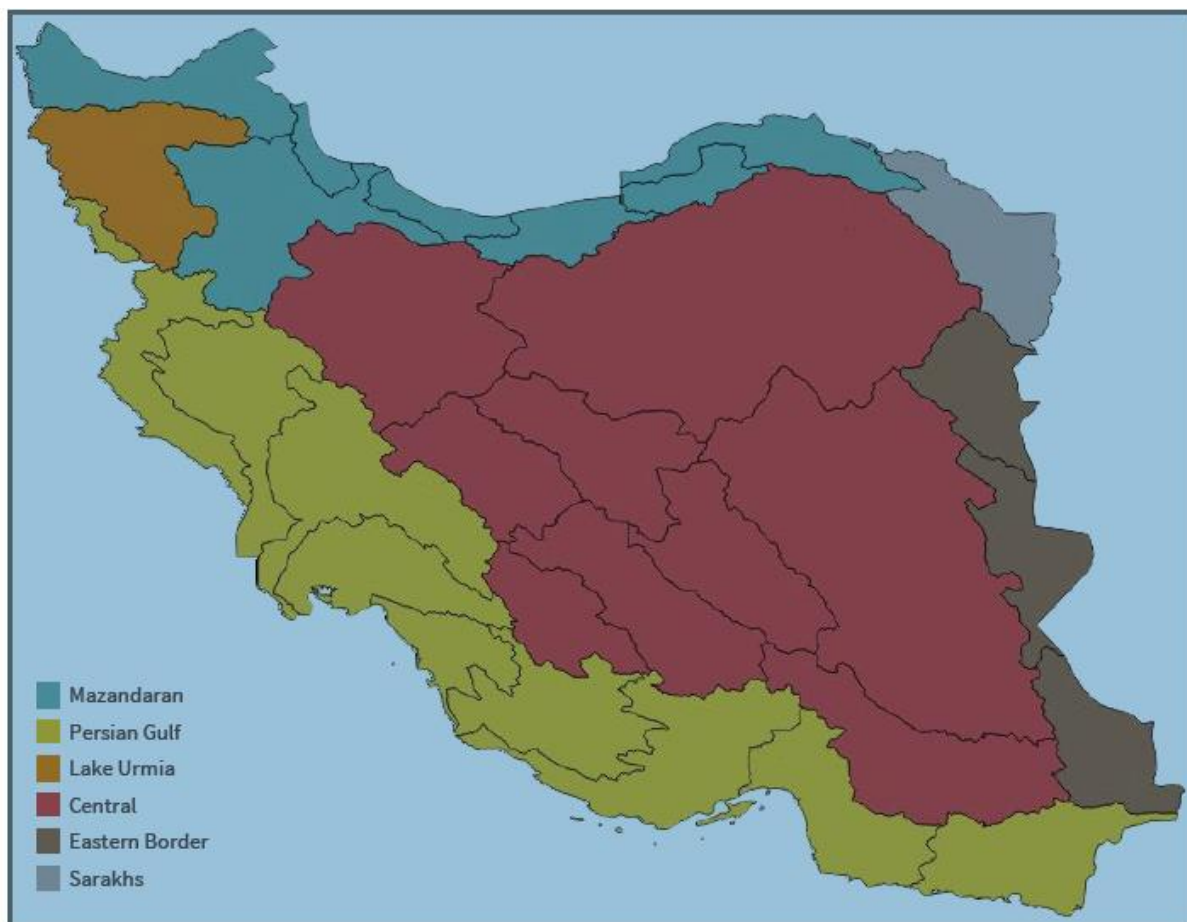 Mazandaran
Persian Gulf
Lake Urmia
Central
Eastern Border
Sarakhs